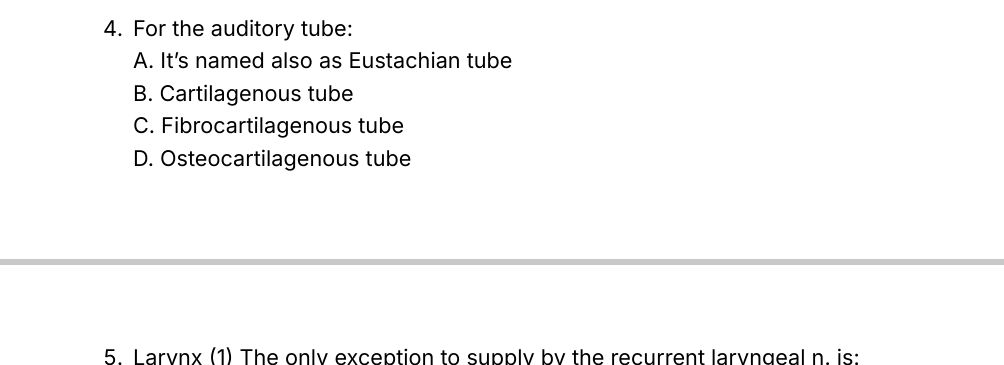 4. For the auditory tube:
A. It’s named also as Eustachian tube
B. Cartilagenous tube
C. Fibrocartilagenous tube
D. Osteocartilagenous tube
5. Larynx (1) The only exception to supply by the recurrent laryngeal n. is: